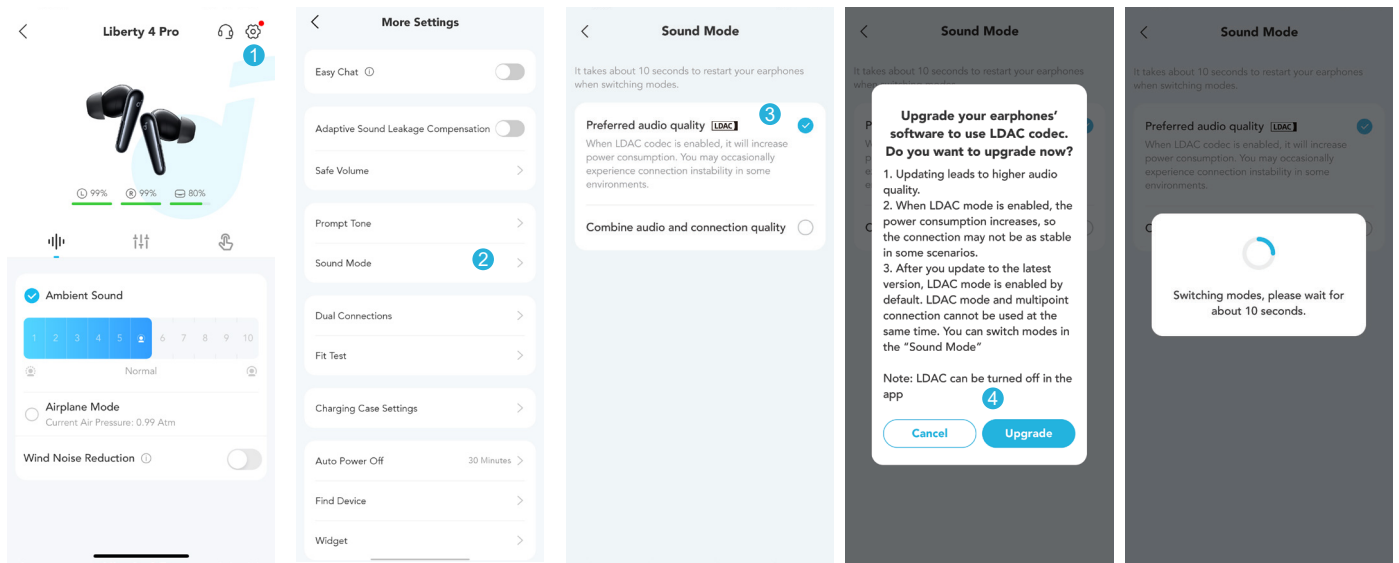 Liberty 4 Pro
1
L 99%
R 99%
80%
Ambient Sound
1 2 3 4 5 6 7 8 9 10
Normal
Airplane Mode
Current Air Pressure: 0.99 Atm
Wind Noise Reduction
More Settings
Easy Chat
Adaptive Sound Leakage Compensation
Safe Volume
Prompt Tone
Sound Mode
2
Dual Connections
Fit Test
Charging Case Settings
Auto Power Off 30 Minutes
Find Device
Widget
Sound Mode
It takes about 10 seconds to restart your earphones
when switching modes.
3
Preferred audio quality LDAC
When LDAC codec is enabled, it will increase
power consumption. You may occasionally
experience connection instability in some
environments.
Combine audio and connection quality
Sound Mode
It takes about 10 seconds to restart your earphones
Upgrade your earphones'
software to use LDAC codec.
Do you want to upgrade now?
1. Updating leads to higher audio
quality.
2. When LDAC mode is enabled, the
power consumption increases, so
the connection may not be as stable
in some scenarios.
3. After you update to the latest
version, LDAC mode is enabled by
default. LDAC mode and multipoint
connection cannot be used at the
same time. You can switch modes in
the "Sound Mode"
Note: LDAC can be turned off in the
app
4
Cancel
Upgrade
Sound Mode
It takes about 10 seconds to restart your earphones
when switching modes.
Preferred audio quality LDAC
When LDAC codec is enabled, it will increase
power consumption. You may occasionally
experience connection instability in some
environments.
Switching modes, please wait for
about 10 seconds.